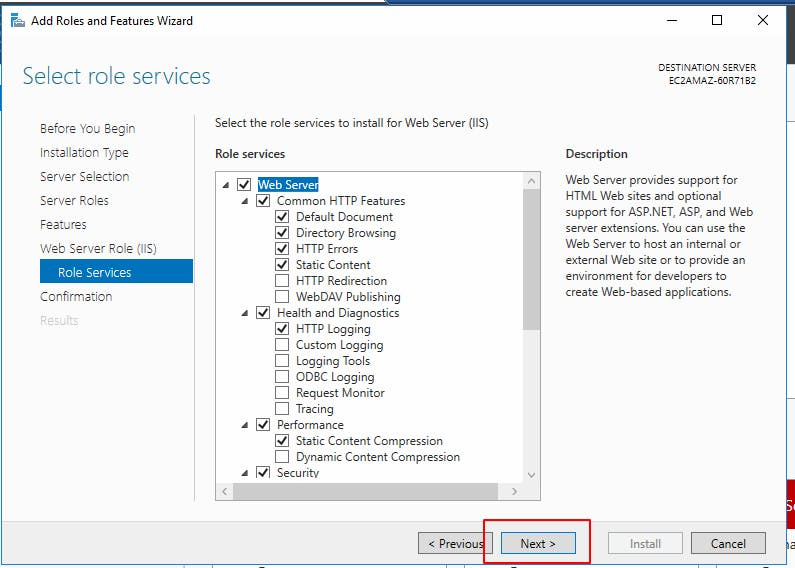 Add Roles and Features Wizard
Select role services
DESTINATION SERVER
EC2AMAZ-60R71B2
Before You Begin
Installation Type
Server Selection
Server Roles
Features
Web Server Role (IIS)
Role Services
Confirmation
Results
Select the role services to install for Web Server (IIS)
Role services
Web Server
Common HTTP Features
Default Document
Directory Browsing
HTTP Errors
Static Content
HTTP Redirection
WebDAV Publishing
Health and Diagnostics
HTTP Logging
Custom Logging
Logging Tools
ODBC Logging
Request Monitor
Tracing
Performance
Static Content Compression
Dynamic Content Compression
Security
Description
Web Server provides support for
HTML Web sites and optional
support for ASP.NET, ASP, and Web
server extensions. You can use the
Web Server to host an internal or
external Web site or to provide an
environment for developers to
create Web-based applications.
< Previous
Next >
Install
Cancel